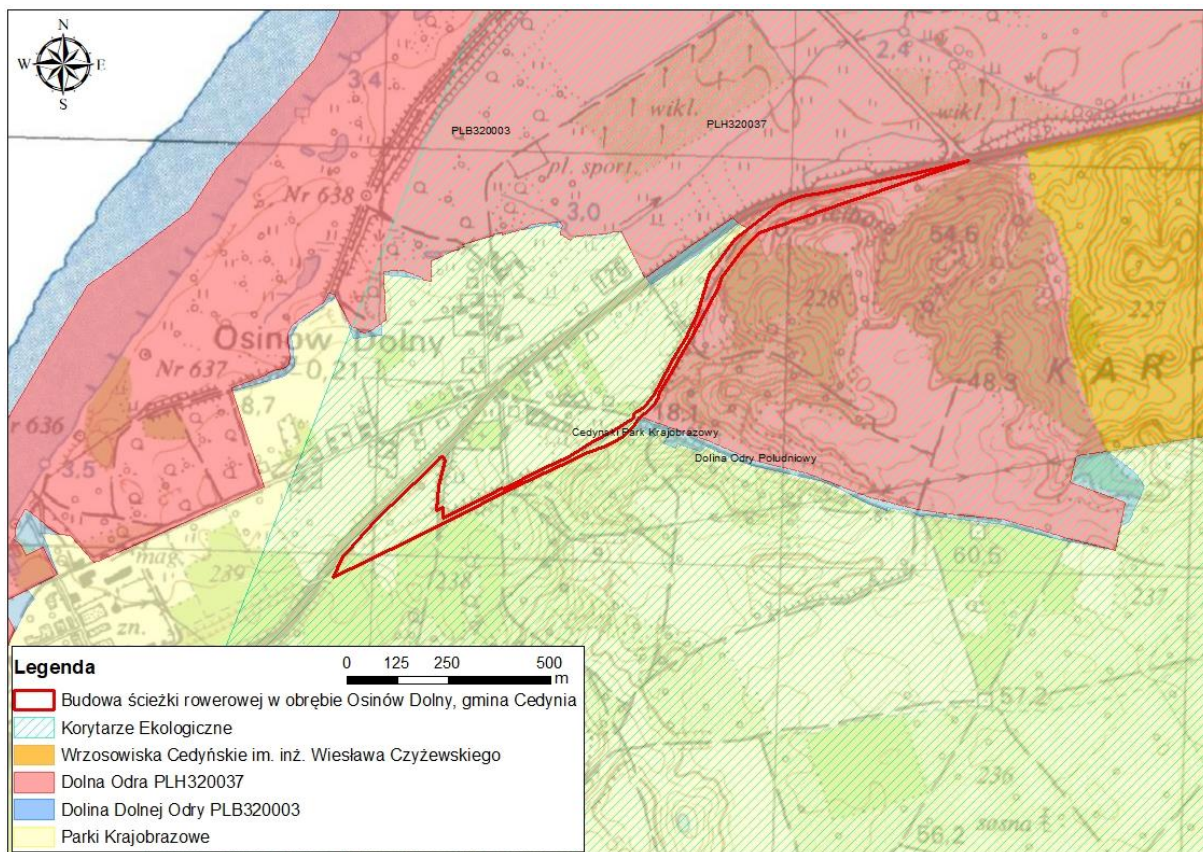 N
W E
S
3,4
2,4
wikl.
wikl.
PLB320003
PLH320037
pl. sport.
Nr 638
3,0
54,6
126
228
227
Osinów Dolny
0,21
Nr 637
8,7
50
48,3
K A R
18,1
Cedyński Park Krajobrazowy
Dolina Odry Południowy
r 636
3,5
60,6
mag.
239
238
237
zn.
57,2
236
sosna
56,2
Legenda
0 125 250 500
m
Budowa ścieżki rowerowej w obrębie Osinów Dolny, gmina Cedynia
Korytarze Ekologiczne
Wrzosowiska Cedyńskie im. inż. Wiesława Czyżewskiego
Dolna Odra PLH320037
Dolina Dolnej Odry PLB320003
Parki Krajobrazowe